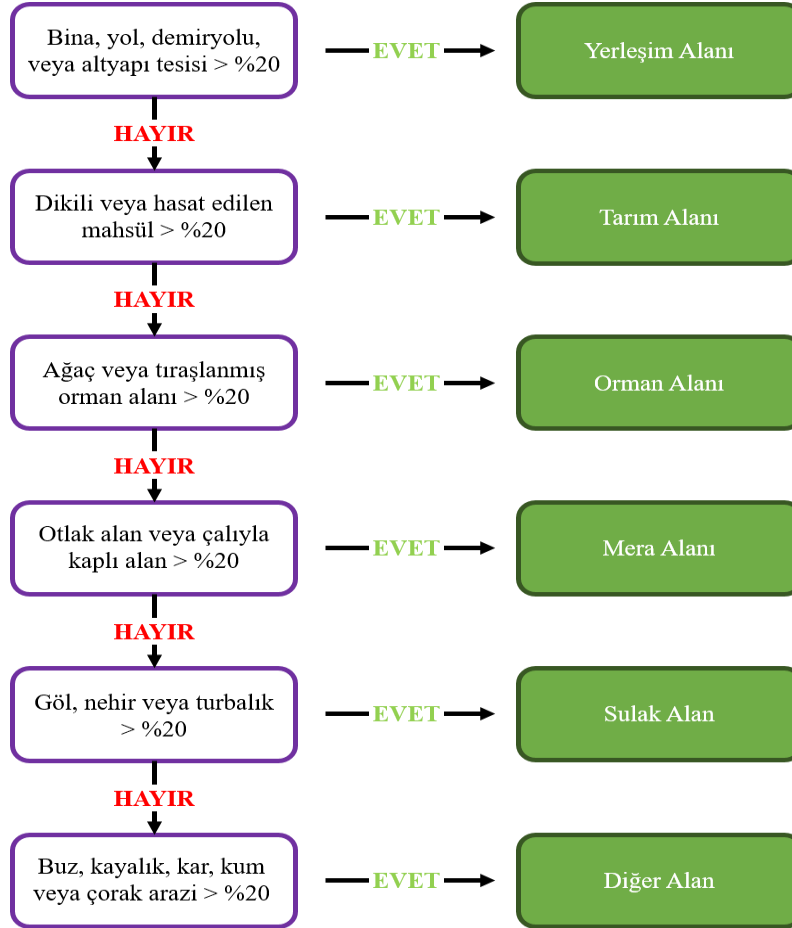 Bina, yol, demiryolu,
veya altyapı tesisi > %20
EVET
Yerleşim Alanı
HAYIR
Dikili veya hasat edilen
mahsül > %20
EVET
Tarım Alanı
HAYIR
Ağaç veya tıraşlanmış
orman alanı > %20
EVET
Orman Alanı
HAYIR
Otlak alan veya çalıyla
kaplı alan > %20
EVET
Mera Alanı
HAYIR
Göl, nehir veya turbalık
> %20
EVET
Sulak Alan
HAYIR
Buz, kayalık, kar, kum
veya çorak arazi > %20
EVET
Diğer Alan